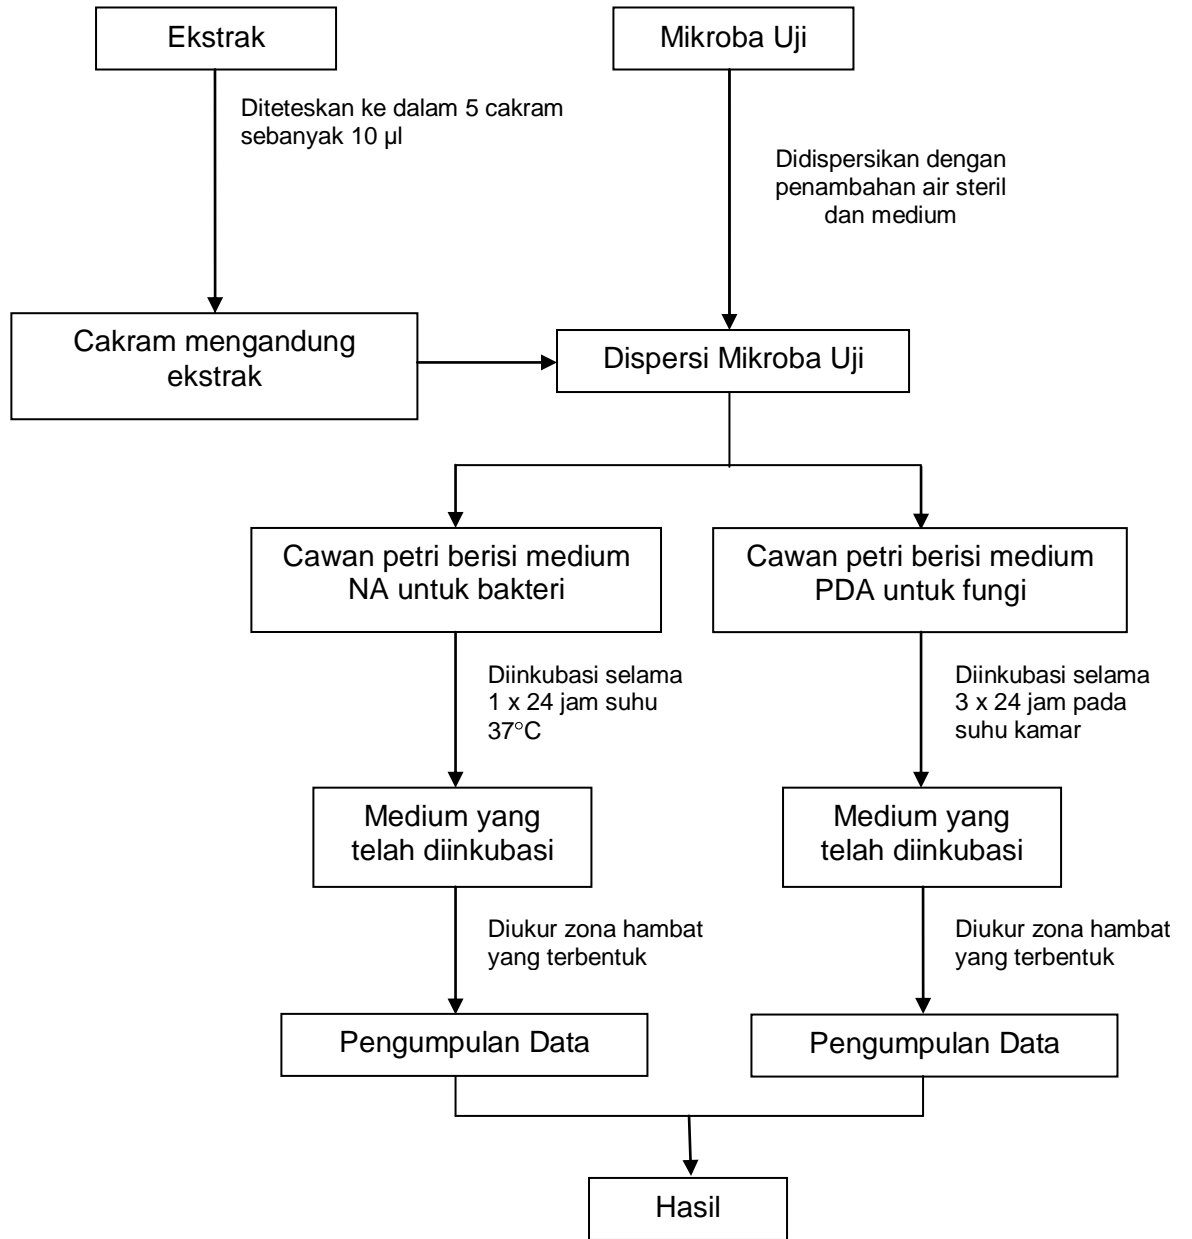 Ekstrak
Mikroba Uji
Diteteskan ke dalam 5 cakram
sebanyak 10 µl
Didispersikan dengan
penambahan air steril
dan medium
Cakram mengandung
ekstrak
Dispersi Mikroba Uji
Cawan petri berisi medium
NA untuk bakteri
Cawan petri berisi medium
PDA untuk fungi
Diinkubasi selama
1 x 24 jam suhu
37°C
Diinkubasi selama
3 x 24 jam pada
suhu kamar
Medium yang
telah diinkubasi
Medium yang
telah diinkubasi
Diukur zona hambat
yang terbentuk
Diukur zona hambat
yang terbentuk
Pengumpulan Data
Pengumpulan Data
Hasil